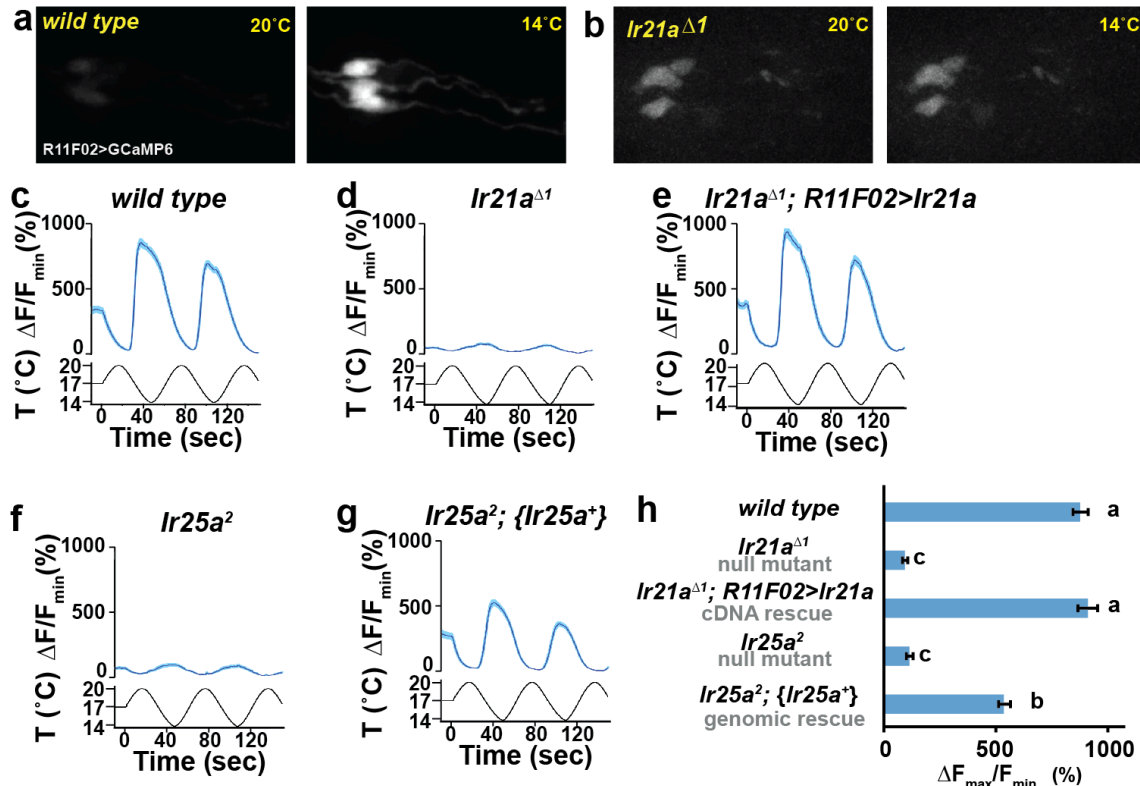 a
wild type
20˚C
14˚C
R11F02>GCaMP6
b
Ir21aΔ1
20˚C
14˚C
c
wild type
ΔF/Fmin(%)
1000
500
0
T (˚C)
20
17
14
0 40 80 120
Time (sec)
d
Ir21aΔ1
ΔF/Fmin(%)
1000
500
0
T (˚C)
20
17
14
0 40 80 120
Time (sec)
e
Ir21aΔ1; R11F02>Ir21a
ΔF/Fmin(%)
1000
500
0
T (˚C)
20
17
14
0 40 80 120
Time (sec)
f
Ir25a2
ΔF/Fmin(%)
1000
500
0
T (˚C)
20
17
14
0 40 80 120
Time (sec)
g
Ir25a2; {Ir25a+}
ΔF/Fmin(%)
1000
500
0
T (˚C)
20
17
14
0 40 80 120
Time (sec)
h
wild type
a
Ir21aΔ1
null mutant
c
Ir21aΔ1; R11F02>Ir21a
cDNA rescue
a
Ir25a2
null mutant
c
Ir25a2; {Ir25a+}
genomic rescue
b
0 500 1000
ΔFmax/Fmin (%)